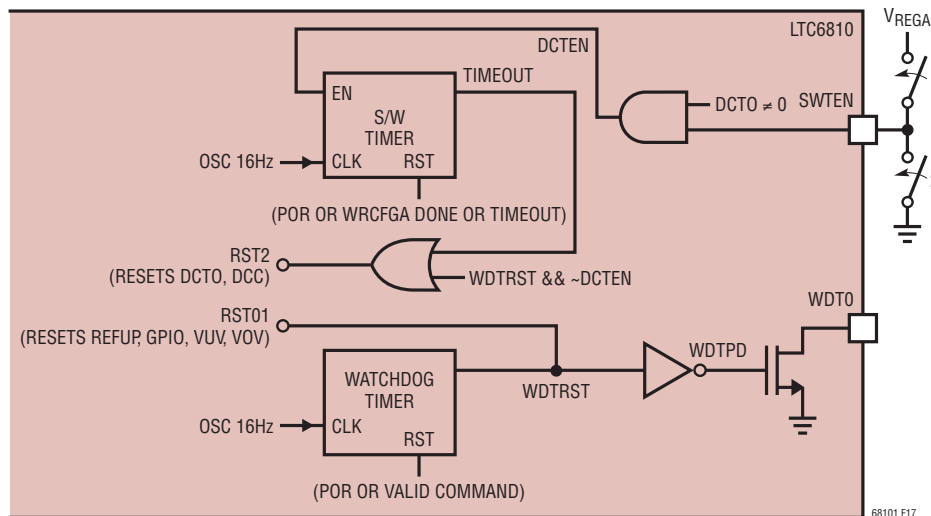 LTC6810
V_REGA
DCTEN
TIMEOUT
EN
DCTO ≠ 0
SWTEN
S/W
TIMER
OSC 16Hz
CLK
RST
(POR OR WRCFGA DONE OR TIMEOUT)
RST2
(RESETS DCTO, DCC)
WDTRST && ~DCTEN
RST01
(RESETS REFUP, GPIO, VUV, VOV)
WDT0
WDTPD
WATCHDOG
TIMER
WDTRST
OSC 16Hz
CLK
RST
(POR OR VALID COMMAND)
68101 F17